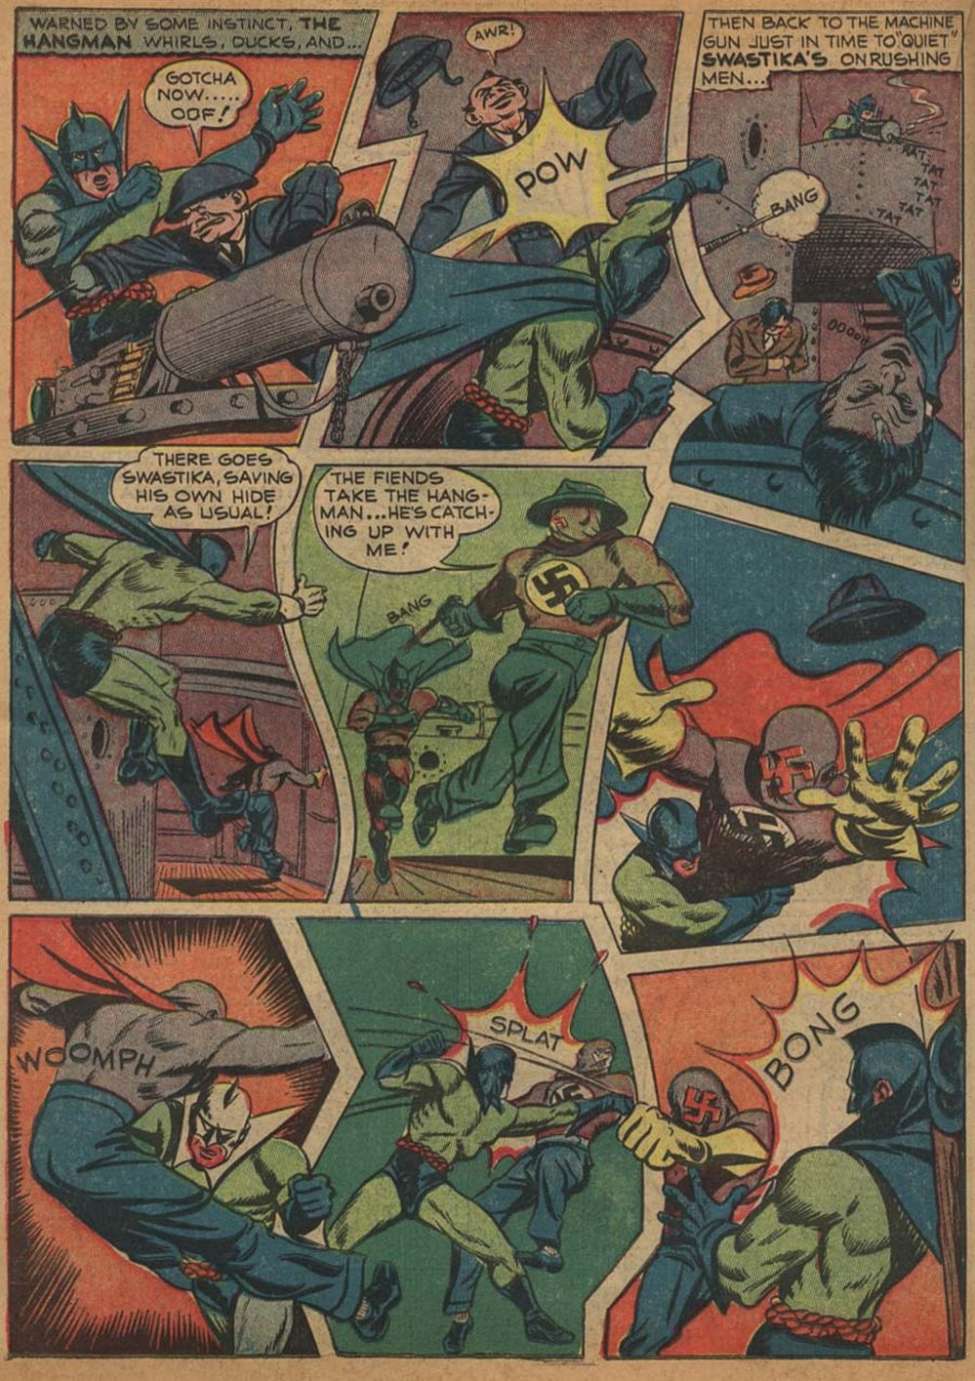 WARNED BY SOME INSTINCT, THE
HANGMAN WHIRLS, DUCKS, AND...
GOTCHA
NOW.....
OOF!
AWR!
POW
THEN BACK TO THE MACHINE
GUN JUST IN TIME TO "QUIET"
SWASTIKA'S ONRUSHING
MEN...
RAT
TAT
TAT
TAT
TAT
TAT
BANG
OOOOH
THERE GOES
SWASTIKA, SAVING
HIS OWN HIDE
AS USUAL!
THE FIENDS
TAKE THE HANG-
MAN...HE'S CATCH-
ING UP WITH
ME!
BANG
WOOMPH
SPLAT
BONG